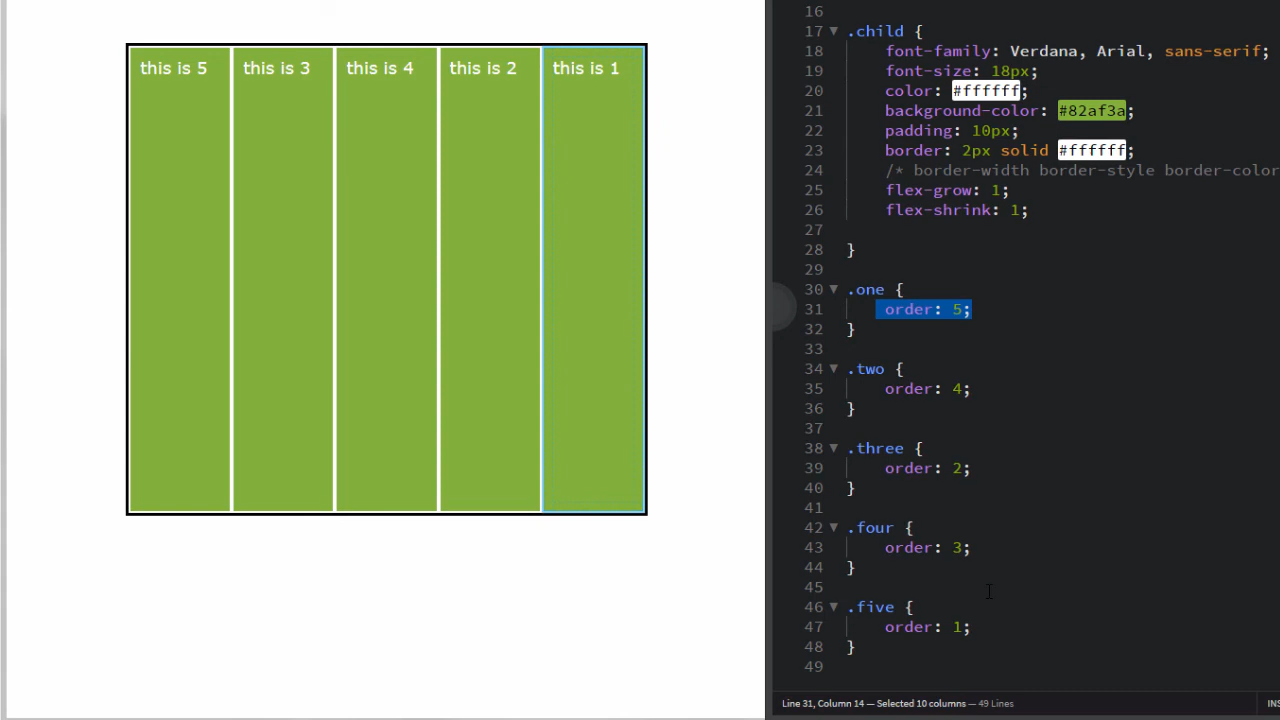 this is 5
this is 3
this is 4
this is 2
this is 1
16
17 .child {
18 font-family: Verdana, Arial, sans-serif;
19 font-size: 18px;
20 color: #ffffff;
21 background-color: #82af3a;
22 padding: 10px;
23 border: 2px solid #ffffff;
24 /* border-width border-style border-color
25 flex-grow: 1;
26 flex-shrink: 1;
27
28 }
29
30 .one {
31 order: 5;
32 }
33
34 .two {
35 order: 4;
36 }
37
38 .three {
39 order: 2;
40 }
41
42 .four {
43 order: 3;
44 }
45
46 .five {
47 order: 1;
48 }
49
Line 31, Column 14 — Selected 10 columns — 49 Lines